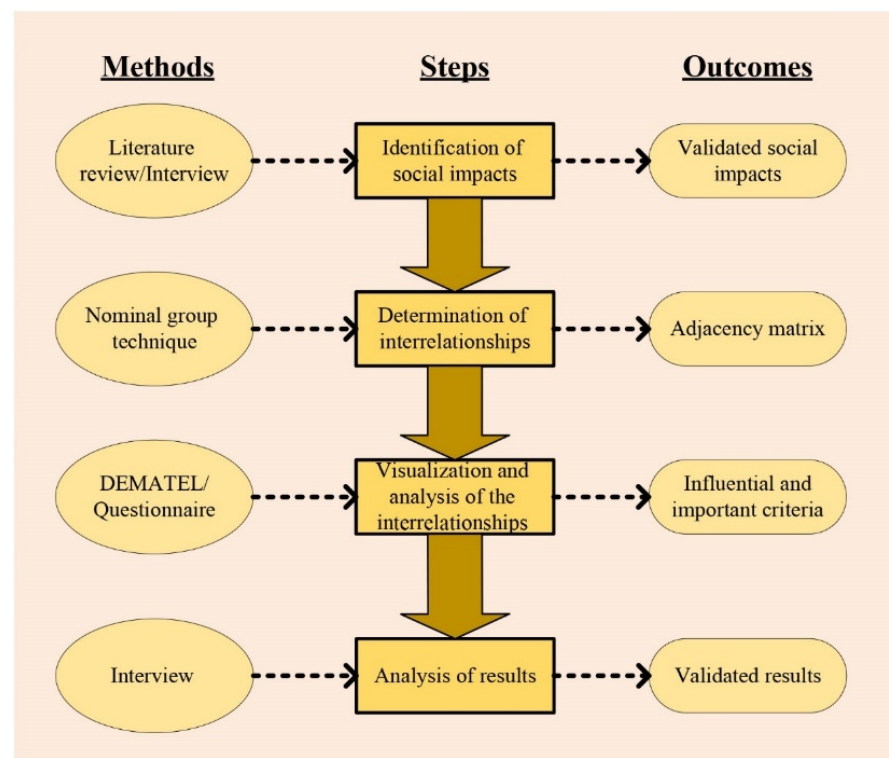 Methods
Steps
Outcomes
Literature
review/Interview
Identification of
social impacts
Validated social
impacts
Nominal group
technique
Determination of
interrelationships
Adjacency matrix
DEMATEL/
Questionnaire
Visualization and
analysis of the
interrelationships
Influential and
important criteria
Interview
Analysis of results
Validated results